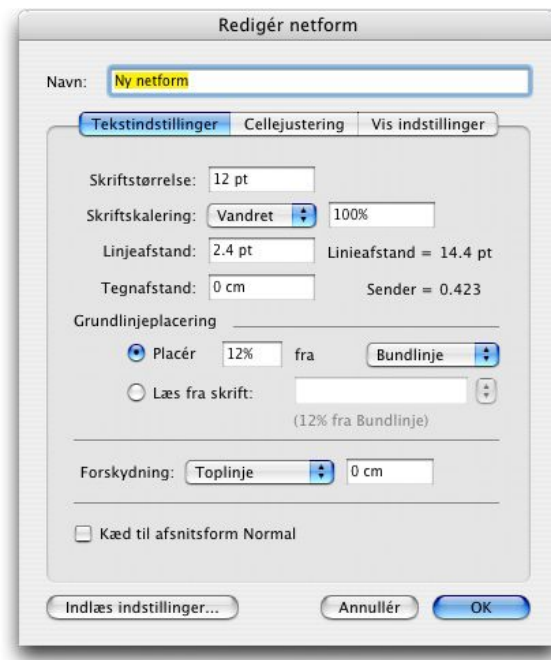 Redigér netform
Navn: Ny netform
Tekstindstillinger Cellejustering Vis indstillinger
Skriftstørrelse: 12 pt
Skriftskalering: Vandret 100%
Linjeafstand: 2.4 pt Linieafstand = 14.4 pt
Tegnafstand: 0 cm Sender = 0.423
Grundlinjeplacering
Placér 12% fra Bundlinje
Læs fra skrift:
(12% fra Bundlinje)
Forskydning: Toplinje 0 cm
Kæd til afsnitsform Normal
Indlæs indstillinger... Annullér OK